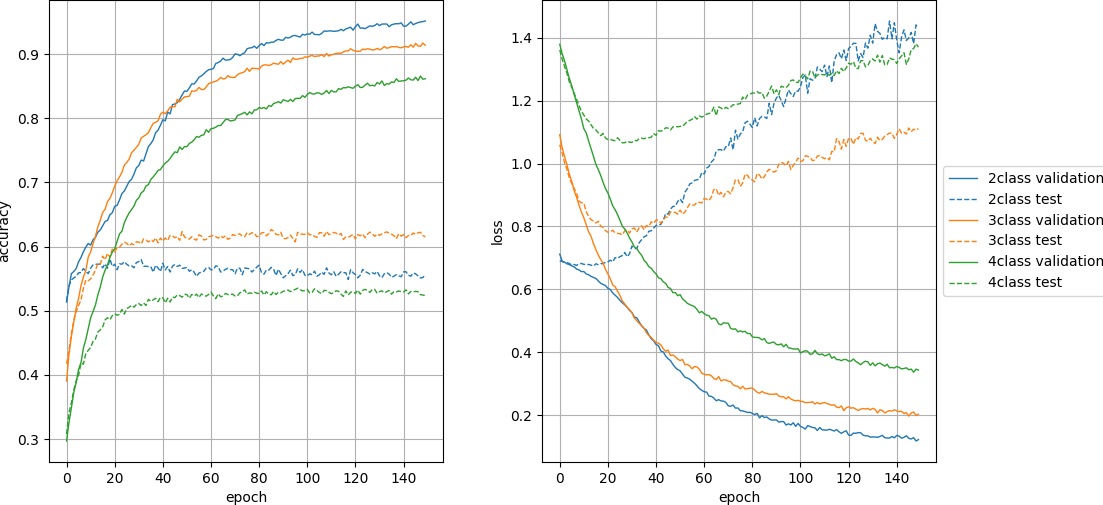 accuracy
0.9
0.8
0.7
0.6
0.5
0.4
0.3
0 20 40 60 80 100 120 140
epoch
loss
1.4
1.2
1.0
0.8
0.6
0.4
0.2
0 20 40 60 80 100 120 140
epoch
2class validation
2class test
3class validation
3class test
4class validation
4class test